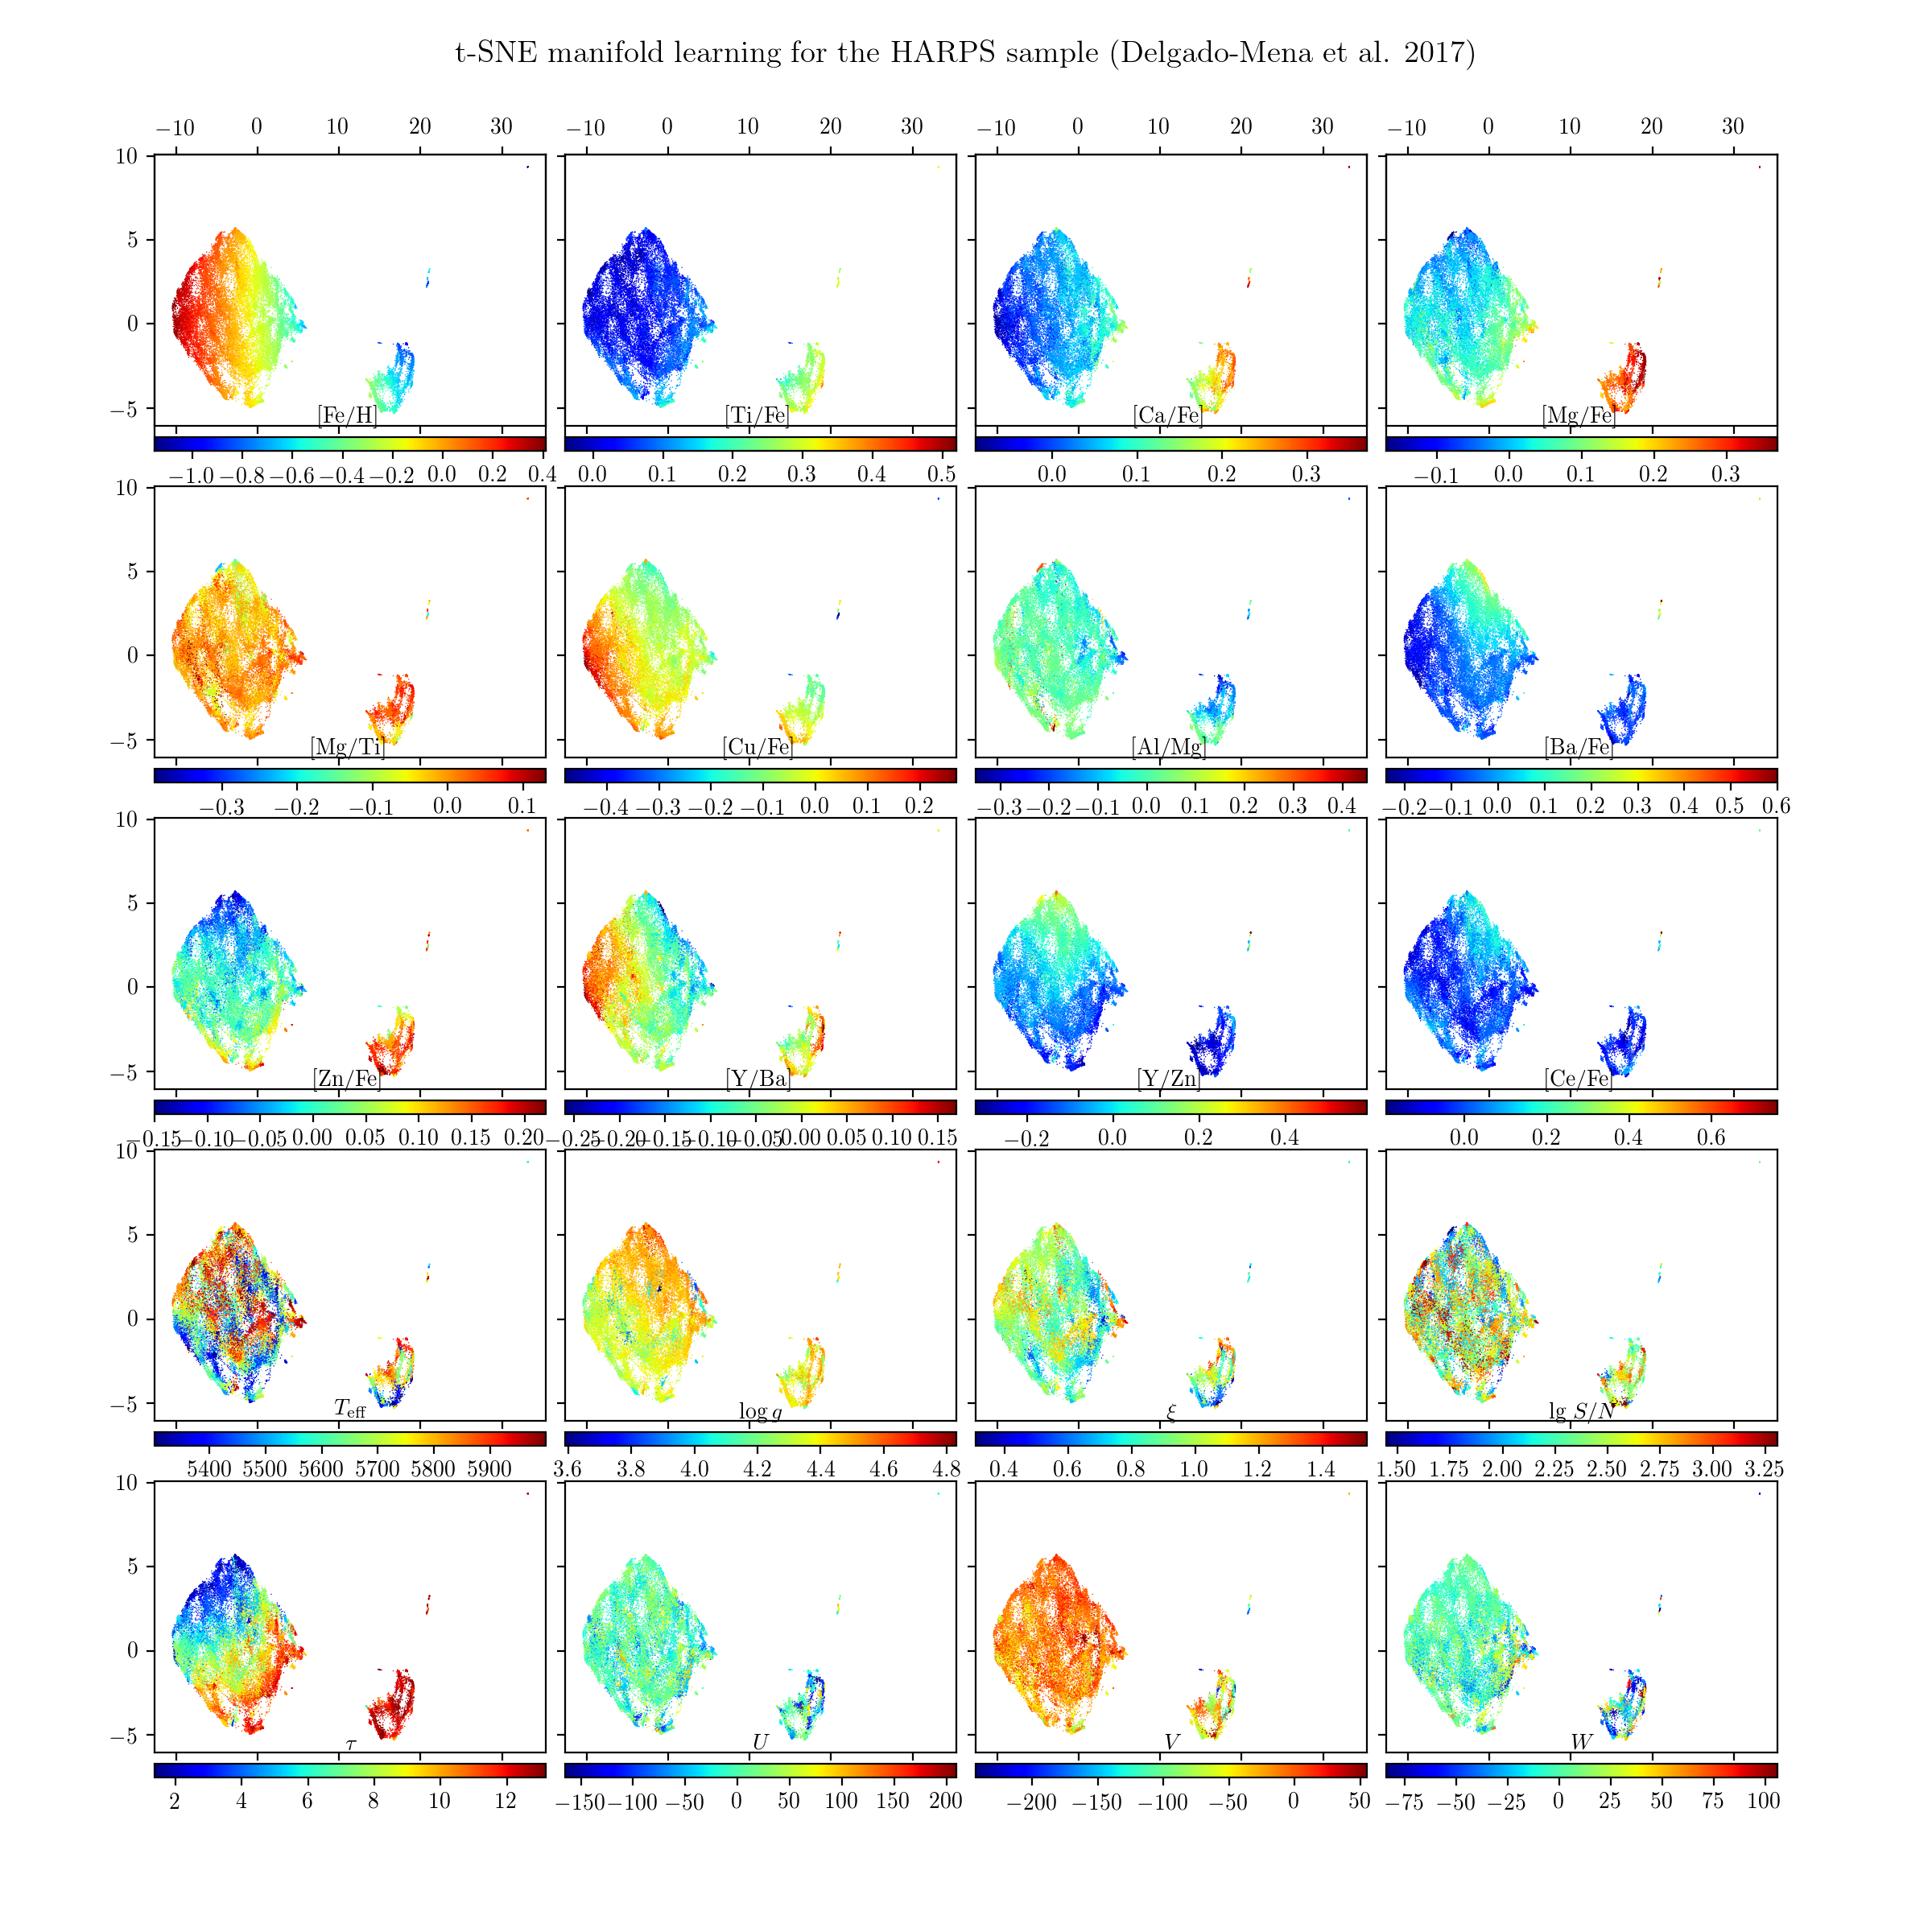 t-SNE manifold learning for the HARPS sample (Delgado-Mena et al. 2017)
−10 0 10 20 30 −10 0 10 20 30 −10 0 10 20 30 −10 0 10 20 30
10
5
0
−5
[Fe/H] [Ti/Fe] [Ca/Fe] [Mg/Fe]
−1.0 −0.8 −0.6 −0.4 −0.2 0.0 0.2 0.4 0.0 0.1 0.2 0.3 0.4 0.5 0.0 0.1 0.2 0.3 −0.1 0.0 0.1 0.2 0.3
10
5
0
−5
[Mg/Ti] [Cu/Fe] [Al/Mg] [Ba/Fe]
−0.3 −0.2 −0.1 0.0 0.1 −0.4 −0.3 −0.2 −0.1 0.0 0.1 0.2 −0.3 −0.2 −0.1 0.0 0.1 0.2 0.3 0.4 −0.2 −0.1 0.0 0.1 0.2 0.3 0.4 0.5 0.6
10
5
0
−5
[Zn/Fe] [Y/Ba] [Y/Zn] [Ce/Fe]
−0.15 −0.10 −0.05 0.00 0.05 0.10 0.15 0.20 −0.25 −0.20 −0.15 −0.10 −0.05 0.00 0.05 0.10 0.15 −0.2 0.0 0.2 0.4 0.0 0.2 0.4 0.6
10
5
0
−5
T_eff log g ξ lg S/N
5400 5500 5600 5700 5800 5900 3.6 3.8 4.0 4.2 4.4 4.6 4.8 0.4 0.6 0.8 1.0 1.2 1.4 1.50 1.75 2.00 2.25 2.50 2.75 3.00 3.25
10
5
0
−5
τ U V W
2 4 6 8 10 12 −150 −100 −50 0 50 100 150 200 −200 −150 −100 −50 0 50 −75 −50 −25 0 25 50 75 100